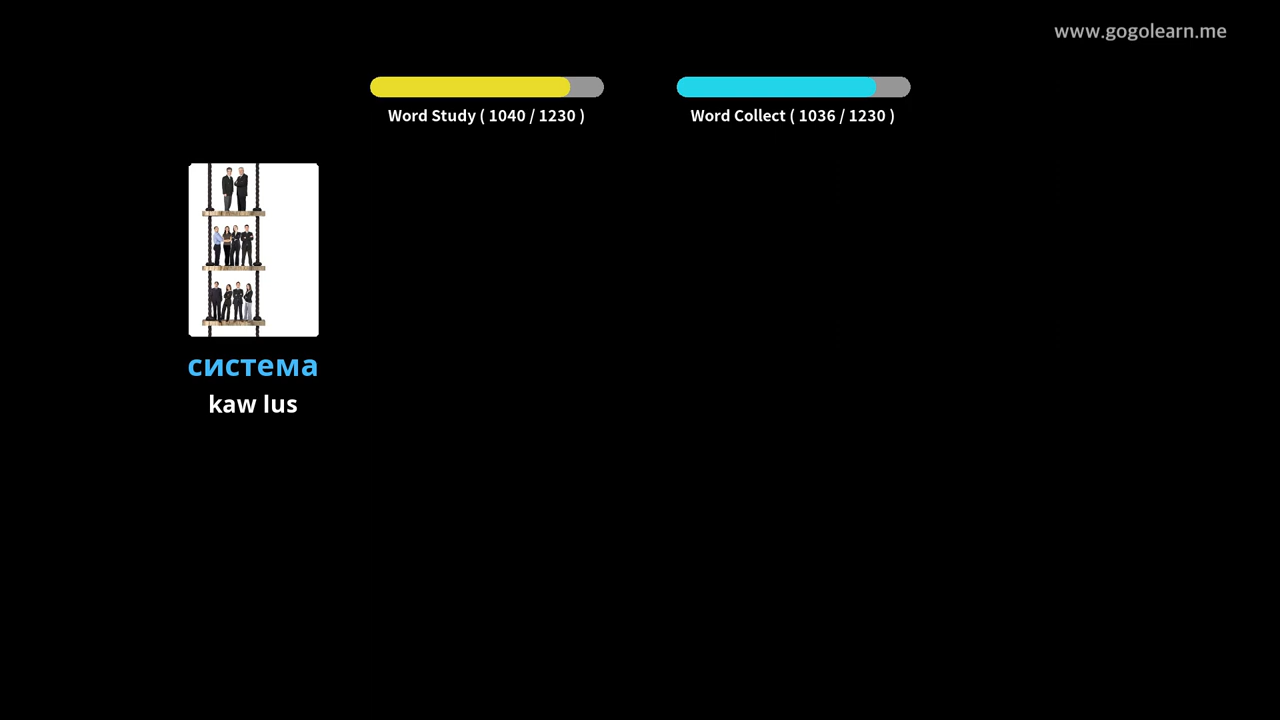 www.gogolearn.me
Word Study ( 1040 / 1230 )
Word Collect ( 1036 / 1230 )
система
kaw lus